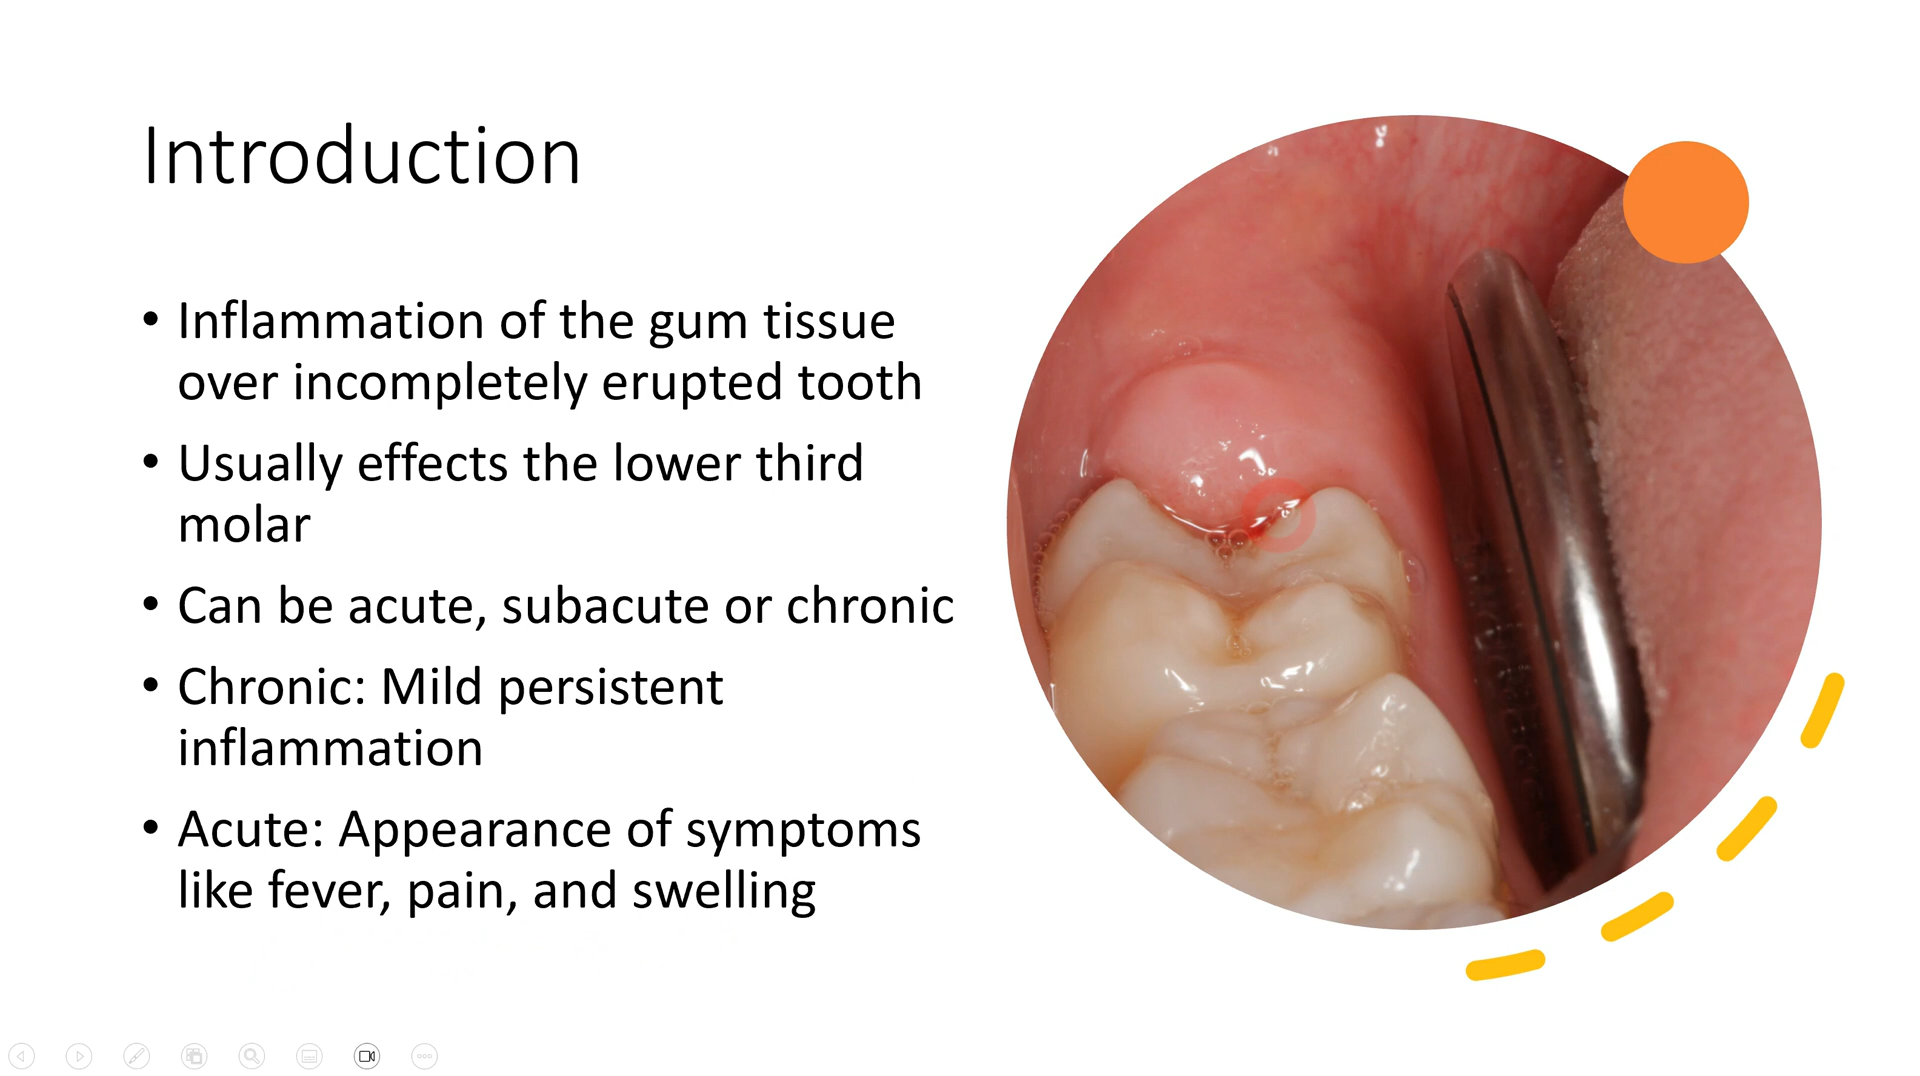 Introduction
• Inflammation of the gum tissue
over incompletely erupted tooth
• Usually effects the lower third
molar
• Can be acute, subacute or chronic
• Chronic: Mild persistent
inflammation
• Acute: Appearance of symptoms
like fever, pain, and swelling